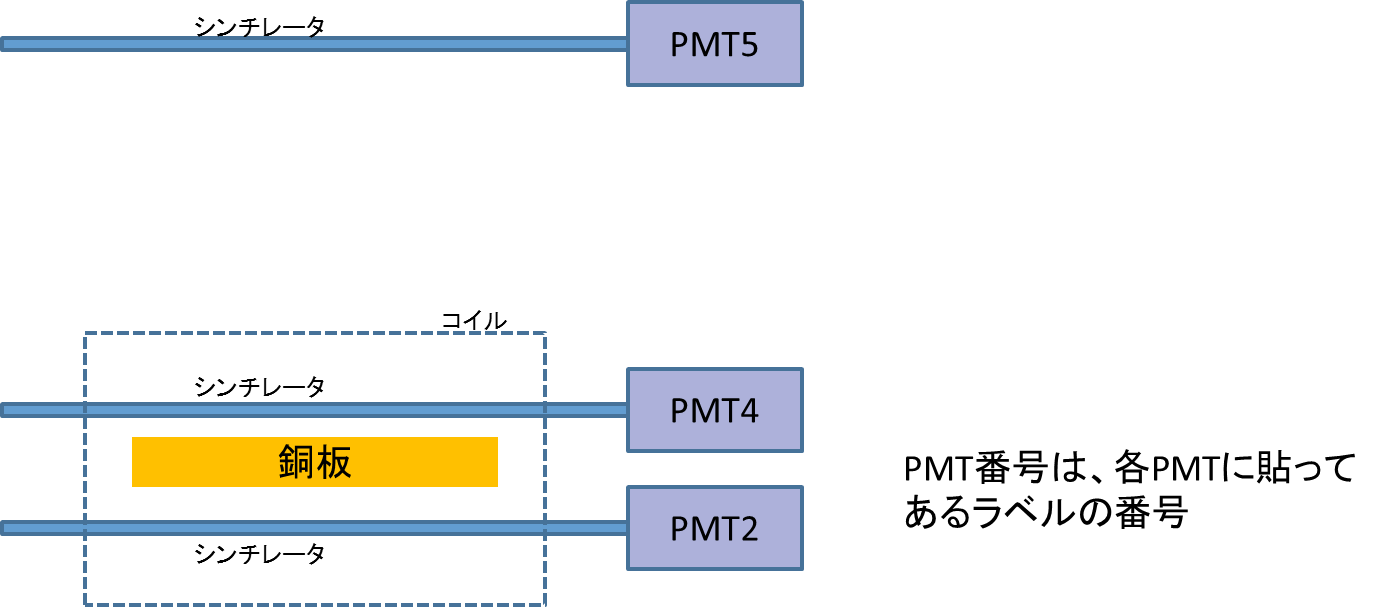 シンチレータ
PMT5
コイル
シンチレータ
PMT4
銅板
PMT番号は、各PMTに貼って
あるラベルの番号
PMT2
シンチレータ